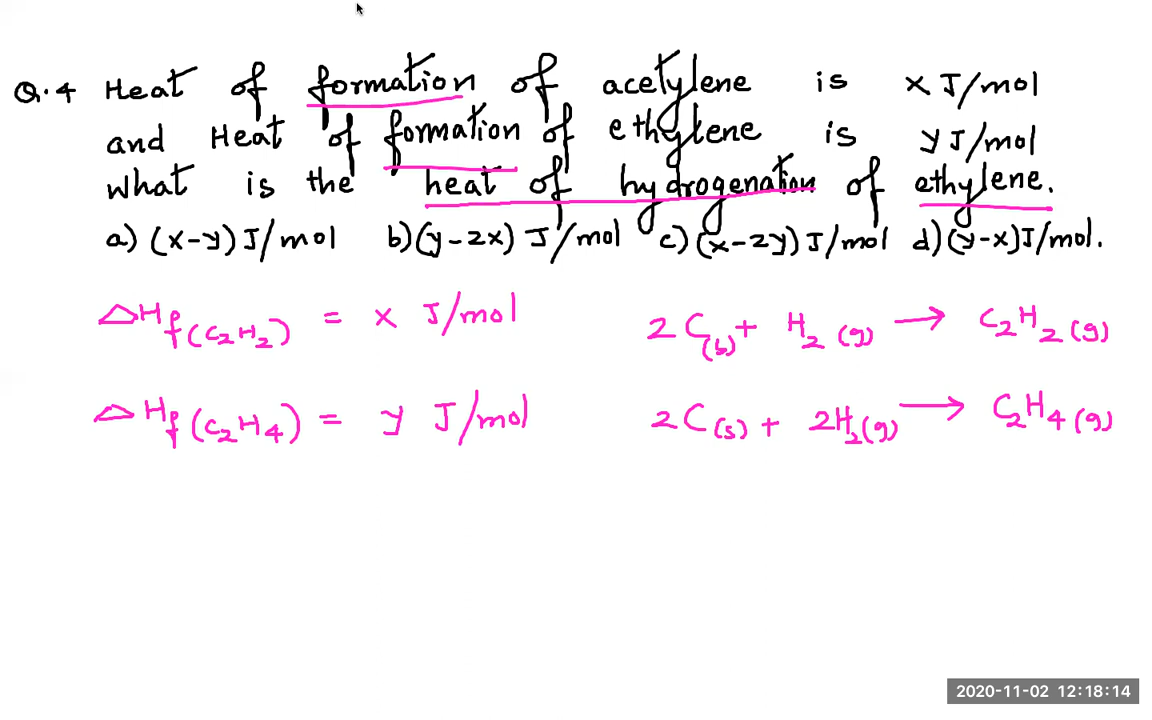 Q.4 Heat of formation of acetylene is x J/mol
and Heat of formation of ethylene is y J/mol
what is the heat of hydrogenation of ethylene.
a) (x-y) J/mol b) (y-2x) J/mol c) (x-2y) J/mol d) (y-x) J/mol.
△Hf(C₂H₂) = x J/mol 2C(s) + H₂(g) → C₂H₂(g)
△Hf(C₂H₄) = y J/mol 2C(s) + 2H₂(g) → C₂H₄(g)
2020-11-02 12:18:14